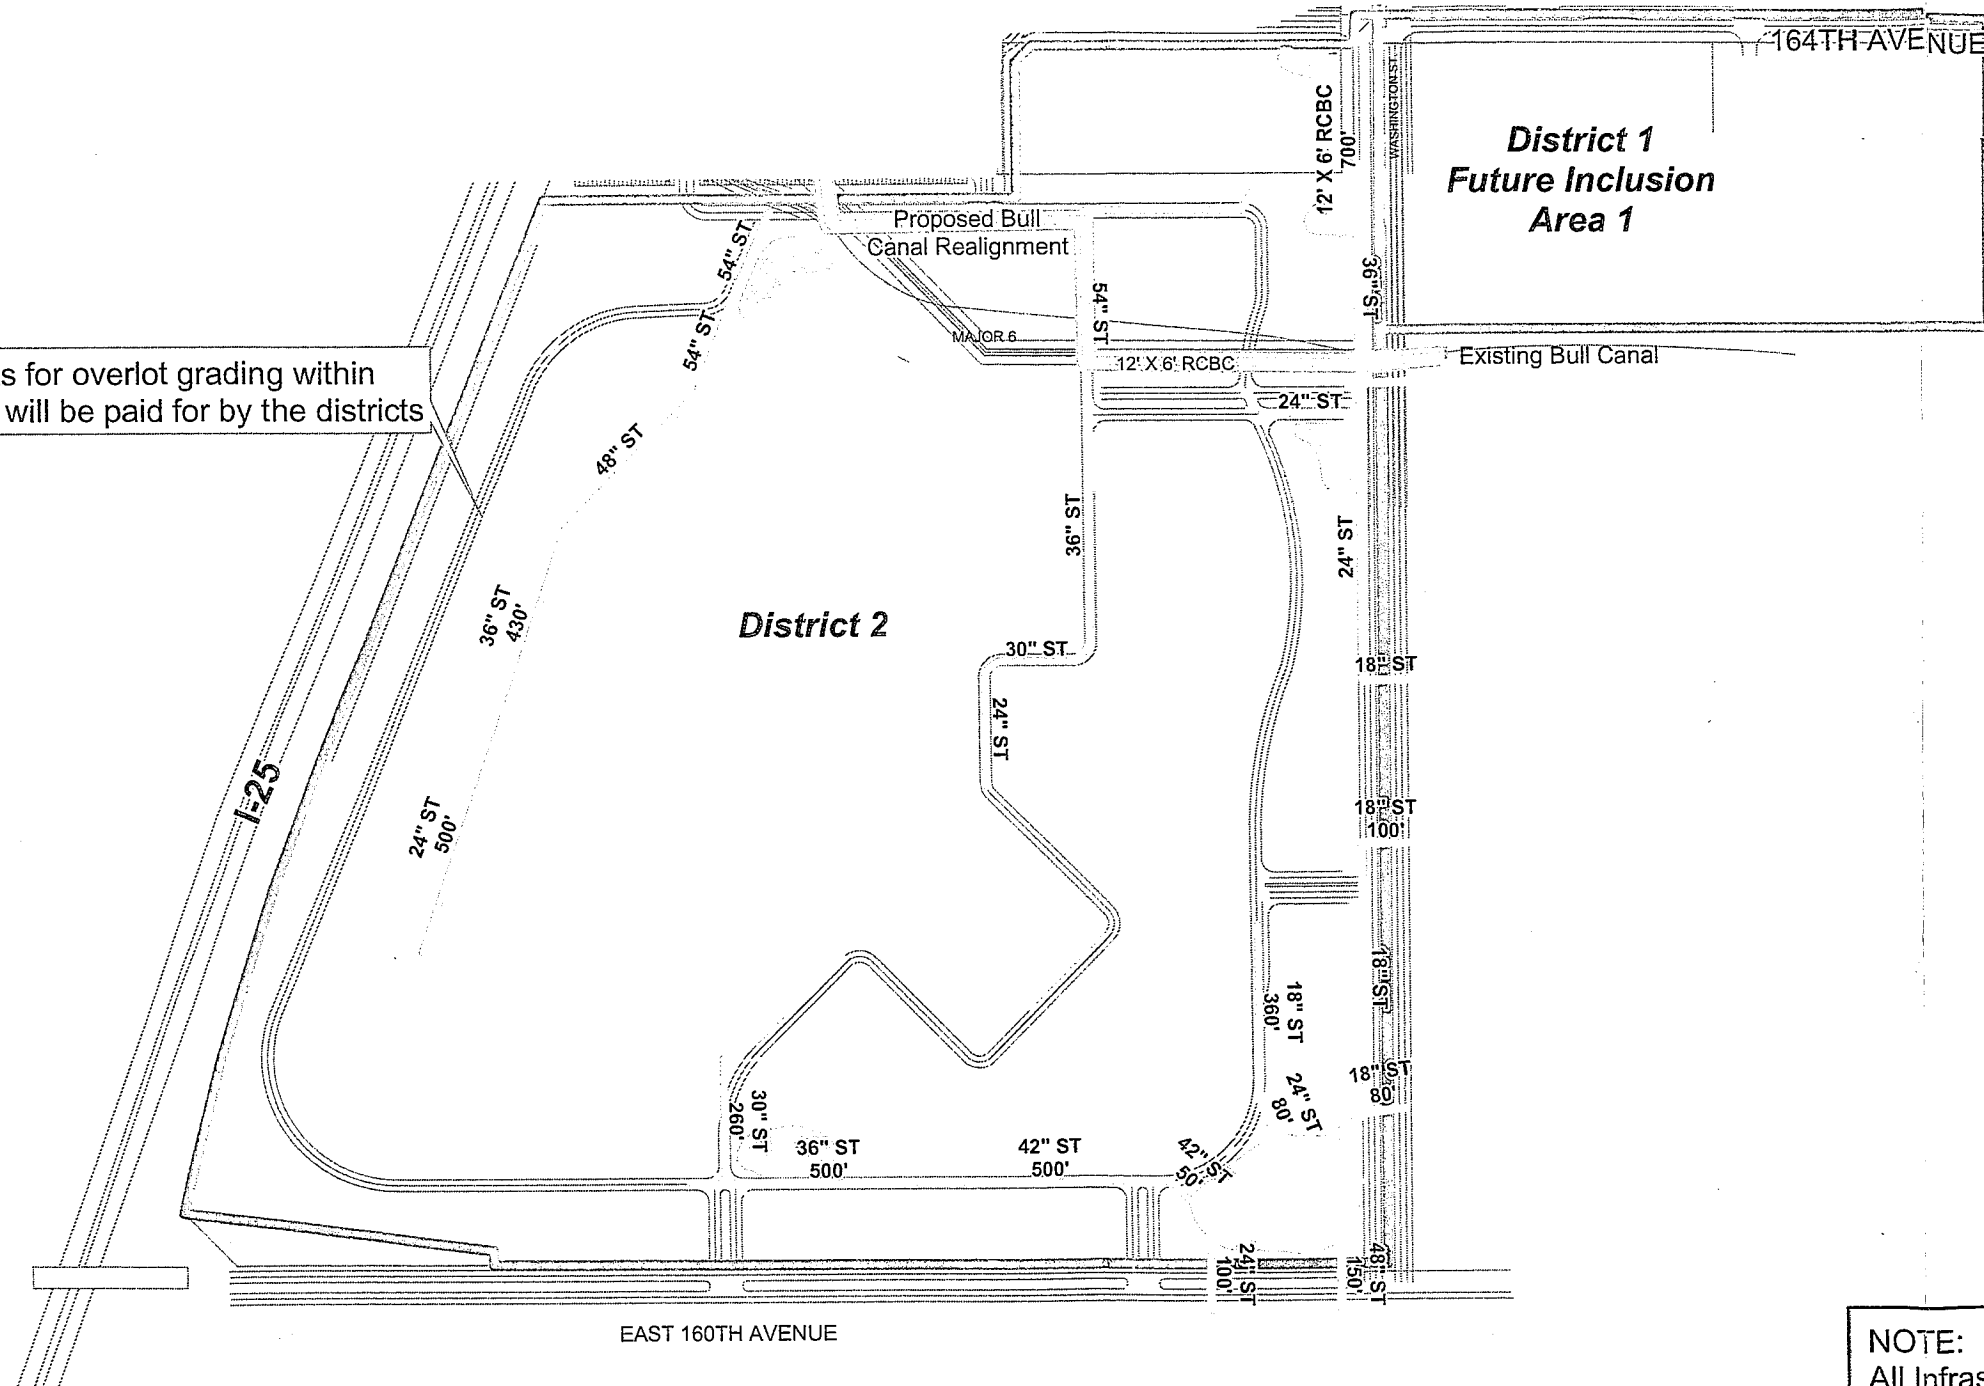 164TH AVENUE
WASHINGTON ST
12' X 6' RCBC
700'
District 1
Future Inclusion
Area 1
36" ST
Proposed Bull
Canal Realignment
54" ST
54" ST
54" ST
MAJOR 6
12' X 6' RCBC
Existing Bull Canal
s for overlot grading within
will be paid for by the districts
24" ST
48" ST
36" ST
24" ST
36" ST
430'
District 2
30" ST
18" ST
24" ST
I-25
24" ST
500'
18" ST
100'
18" ST
18" ST
360'
18" ST
80'
24" ST
80'
30" ST
260'
36" ST
500'
42" ST
500'
42" ST
50'
24" ST
100'
48" ST
150'
EAST 160TH AVENUE
NOTE:
All Infras